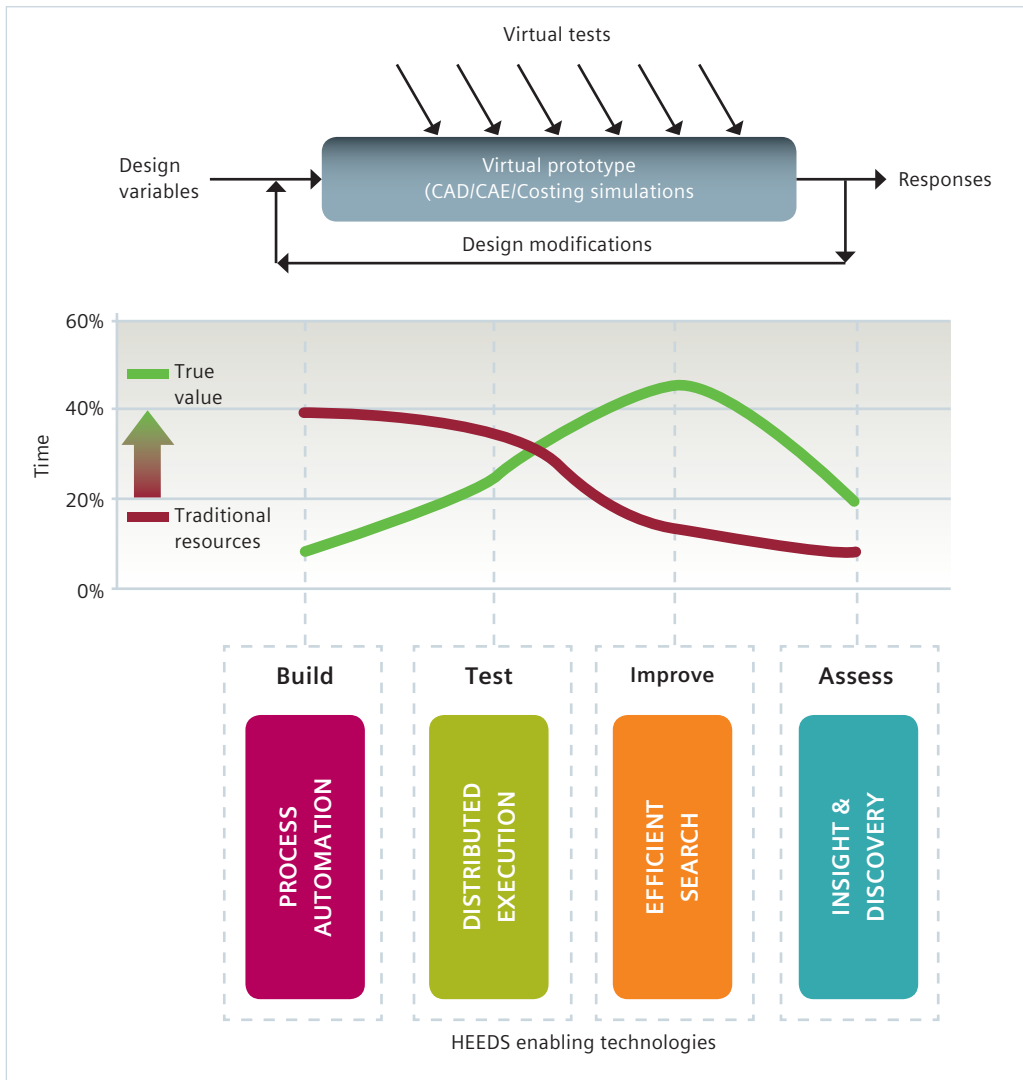 Virtual tests
Design
variables
Virtual prototype
(CAD/CAE/Costing simulations
Responses
Design modifications
60%
40%
20%
0%
Time
True
value
Traditional
resources
Build
Test
Improve
Assess
PROCESS
AUTOMATION
DISTRIBUTED
EXECUTION
EFFICIENT
SEARCH
INSIGHT &
DISCOVERY
HEEDS enabling technologies